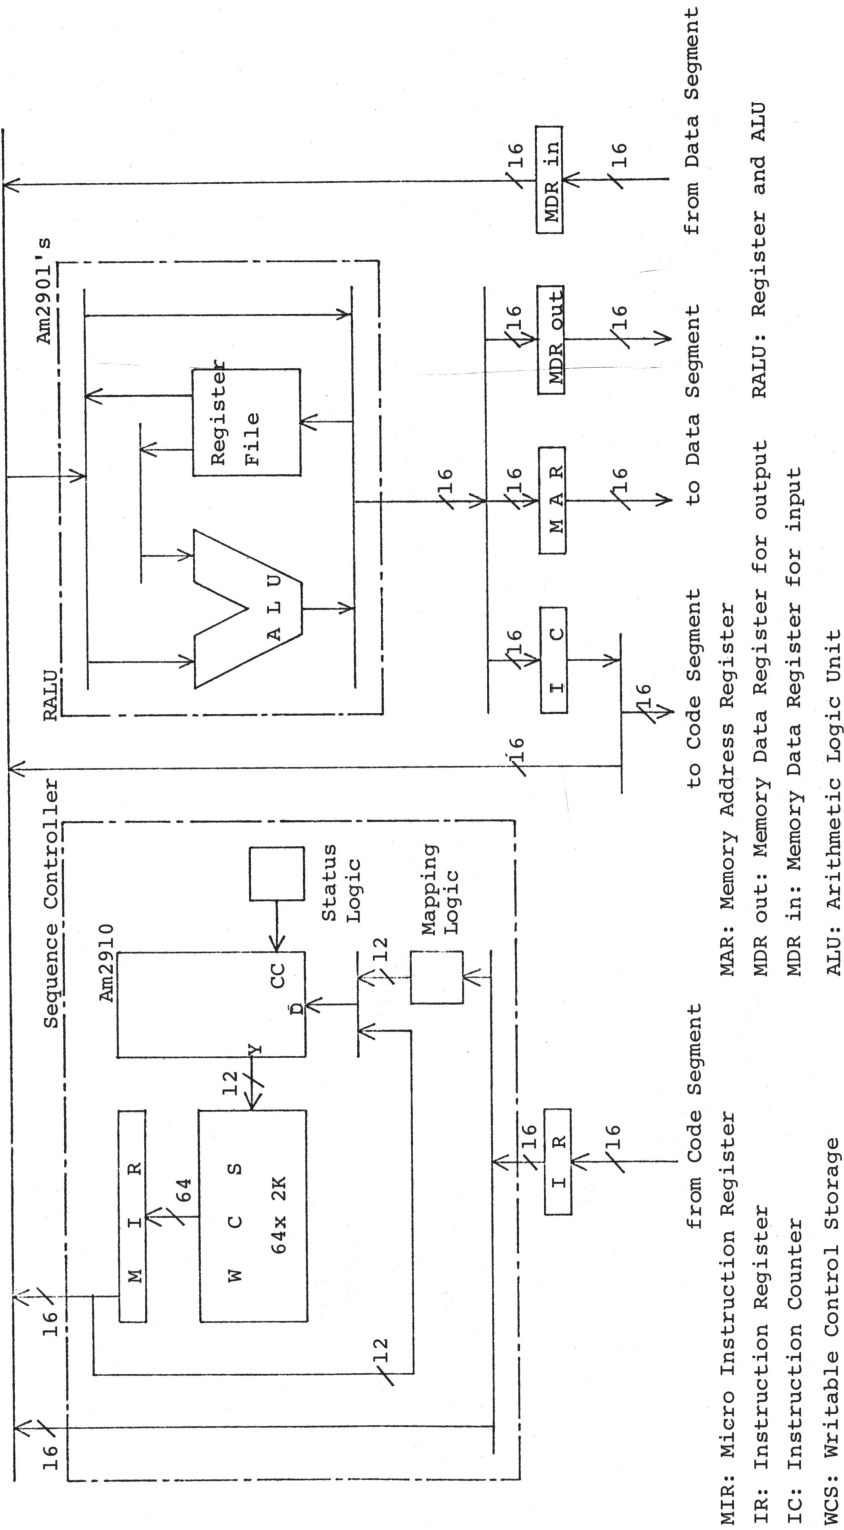 Sequence Controller
RALU
Am2901's
16
16
M I R
64
W C S
64x 2K
12
Am2910
Y
CC
D
Status
Logic
12
Mapping
Logic
12
16
A L U
Register
File
16
16
16
16
16
16
I R
16
I C
16
M A R
16
MDR out
16
MDR in
16
from Code Segment
to Code Segment
to Data Segment
from Data Segment
MIR: Micro Instruction Register
MAR: Memory Address Register
IR: Instruction Register
MDR out: Memory Data Register for output
RALU: Register and ALU
IC: Instruction Counter
MDR in: Memory Data Register for input
WCS: Writable Control Storage
ALU: Arithmetic Logic Unit